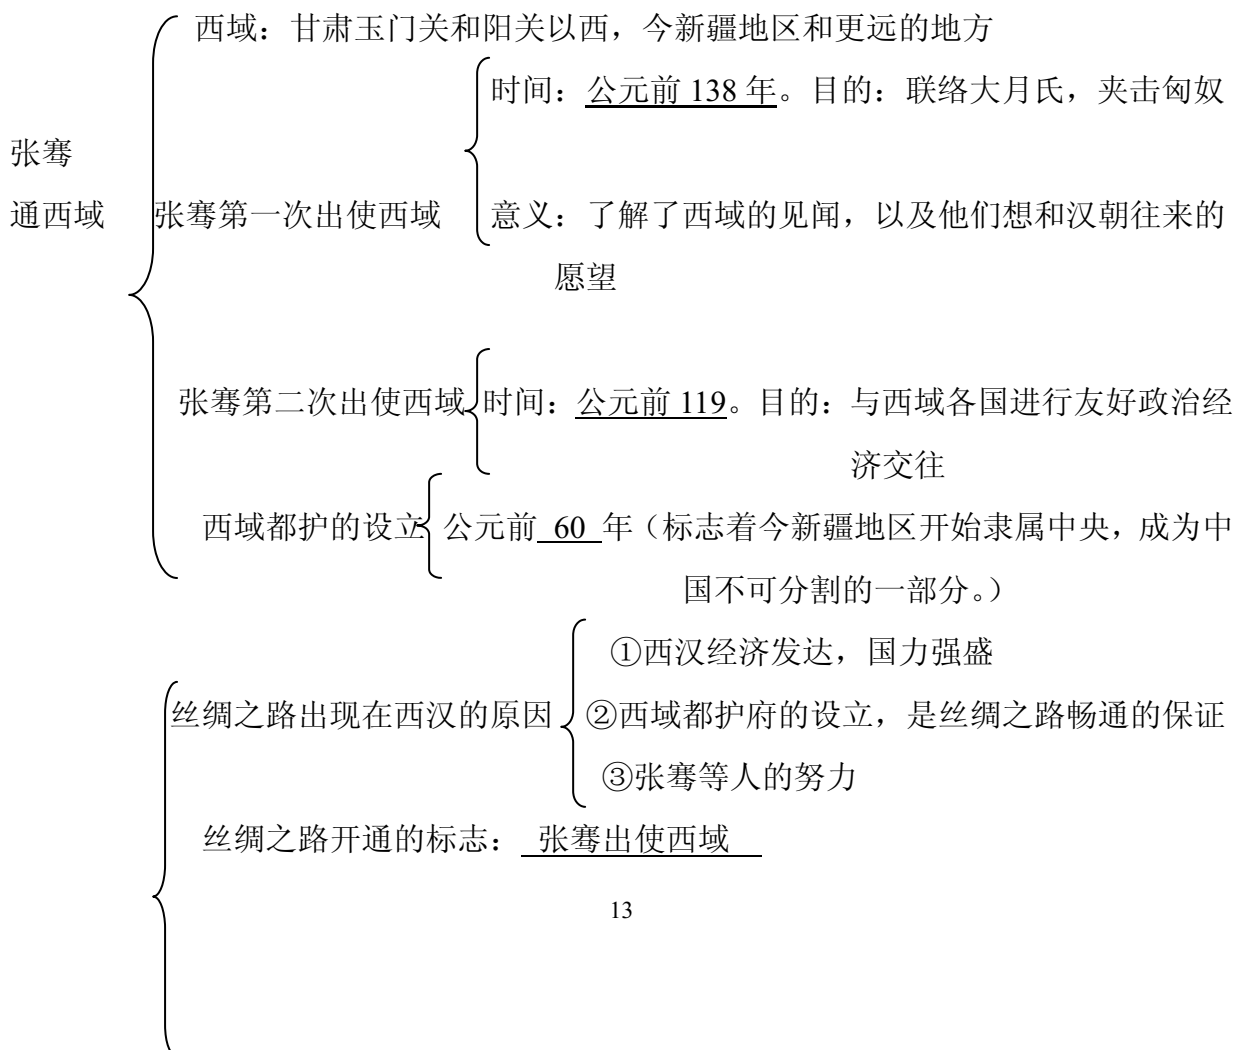 西域：甘肃玉门关和阳关以西，今新疆地区和更远的地方
时间：公元前 138 年。目的：联络大月氏，夹击匈奴
张骞
通西域 张骞第一次出使西域 意义：了解了西域的见闻，以及他们想和汉朝往来的
愿望
张骞第二次出使西域 时间：公元前 119。目的：与西域各国进行友好政治经
济交往
西域都护的设立 公元前 60 年（标志着今新疆地区开始隶属中央，成为中
国不可分割的一部分。）
①西汉经济发达，国力强盛
丝绸之路出现在西汉的原因 ②西域都护府的设立，是丝绸之路畅通的保证
③张骞等人的努力
丝绸之路开通的标志： 张骞出使西域
13